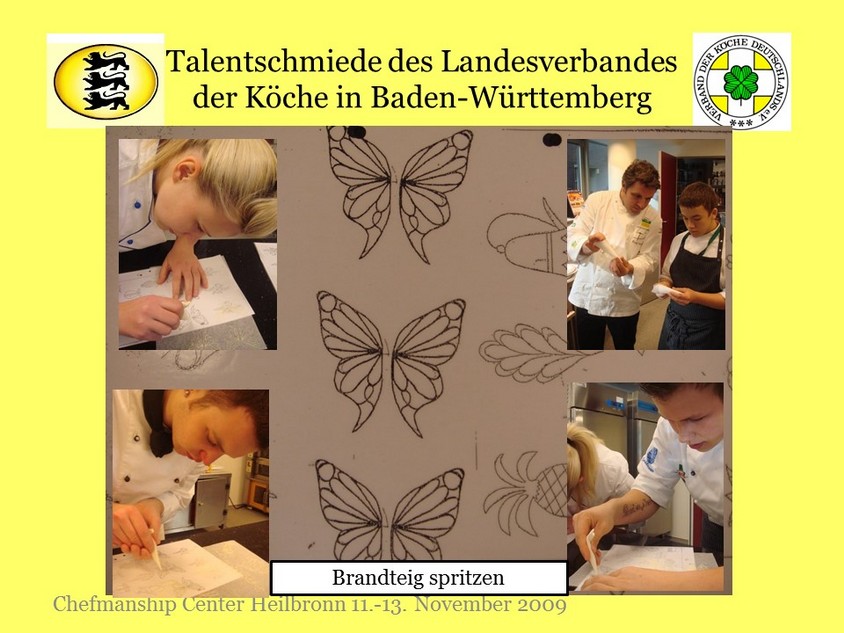 Talentschmiede des Landesverbandes
der Köche in Baden-Württemberg
VERBAND DER KÖCHE DEUTSCHLANDS e.V.
***
Brandteig spritzen
Chefmanship Center Heilbronn 11.-13. November 2009